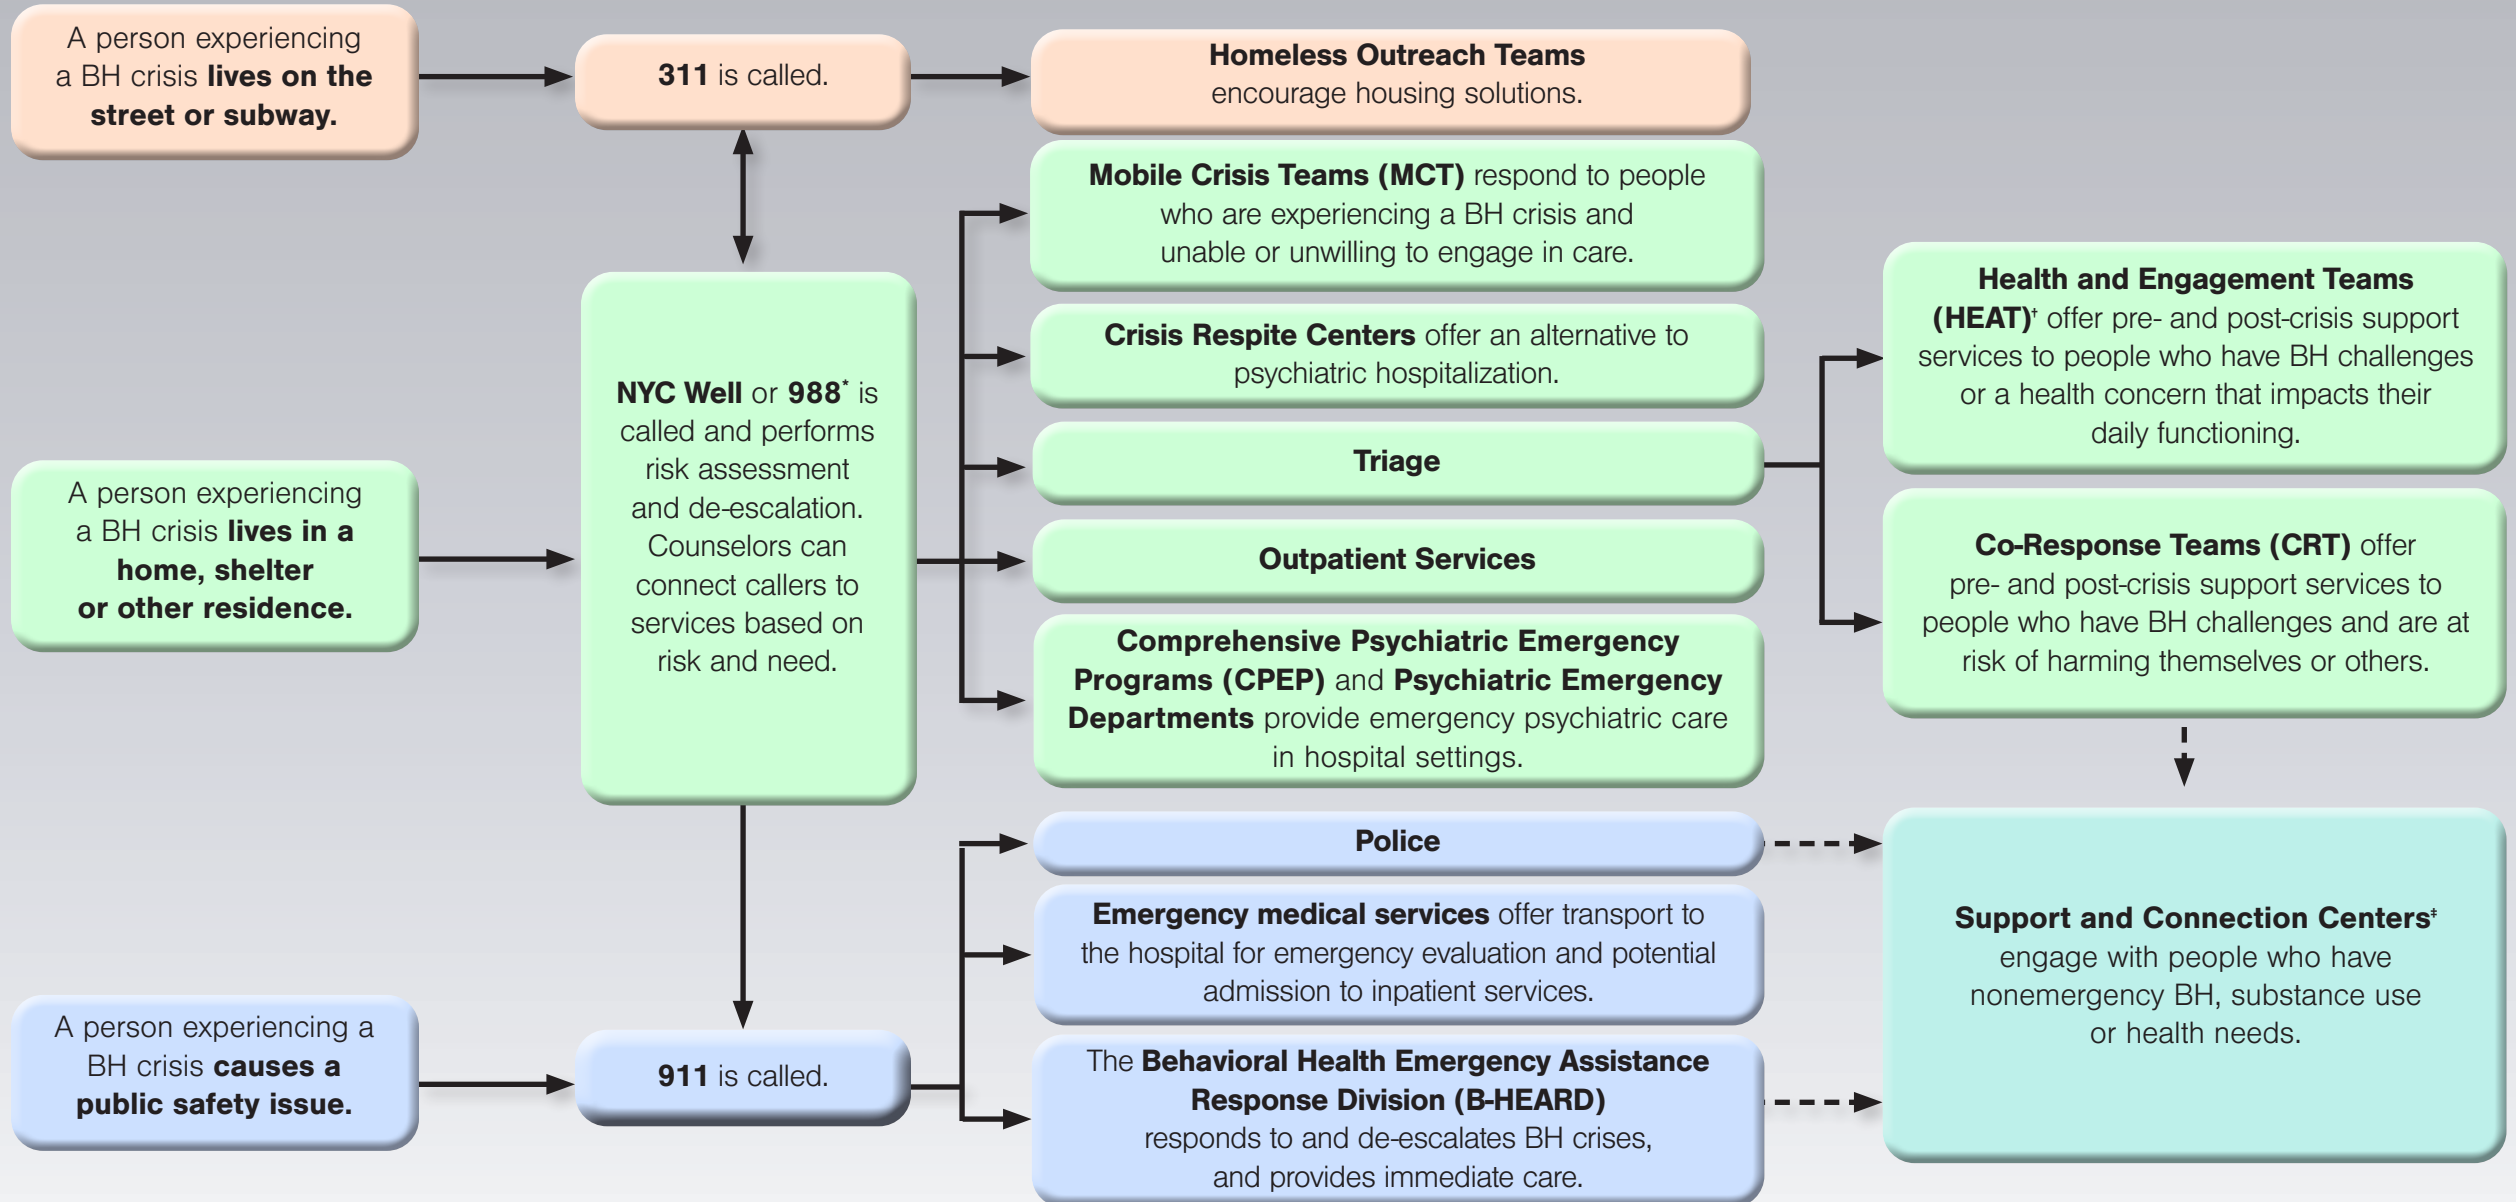 A person experiencing
a BH crisis lives on the
street or subway.
311 is called.
Homeless Outreach Teams
encourage housing solutions.
Mobile Crisis Teams (MCT) respond to people
who are experiencing a BH crisis and
unable or unwilling to engage in care.
Crisis Respite Centers offer an alternative to
psychiatric hospitalization.
Triage
Outpatient Services
Comprehensive Psychiatric Emergency
Programs (CPEP) and Psychiatric Emergency
Departments provide emergency psychiatric care
in hospital settings.
Health and Engagement Teams
(HEAT)† offer pre- and post-crisis support
services to people who have BH challenges
or a health concern that impacts their
daily functioning.
Co-Response Teams (CRT) offer
pre- and post-crisis support services to
people who have BH challenges and are at
risk of harming themselves or others.
A person experiencing
a BH crisis lives in a
home, shelter
or other residence.
NYC Well or 988* is
called and performs
risk assessment
and de-escalation.
Counselors can
connect callers to
services based on
risk and need.
A person experiencing a
BH crisis causes a
public safety issue.
911 is called.
Police
Emergency medical services offer transport to
the hospital for emergency evaluation and potential
admission to inpatient services.
The Behavioral Health Emergency Assistance
Response Division (B-HEARD)
responds to and de-escalates BH crises,
and provides immediate care.
Support and Connection Centers‡
engage with people who have
nonemergency BH, substance use
or health needs.